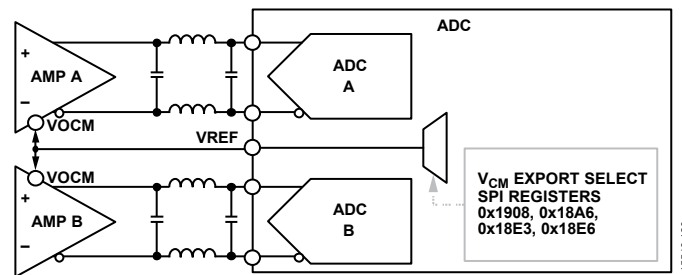 ADC
+
AMP A
−
VOCM
ADC
A
VREF
VOCM
+
AMP B
−
ADC
B
VCM EXPORT SELECT
SPI REGISTERS
0x1908, 0x18A6,
0x18E3, 0x18E6